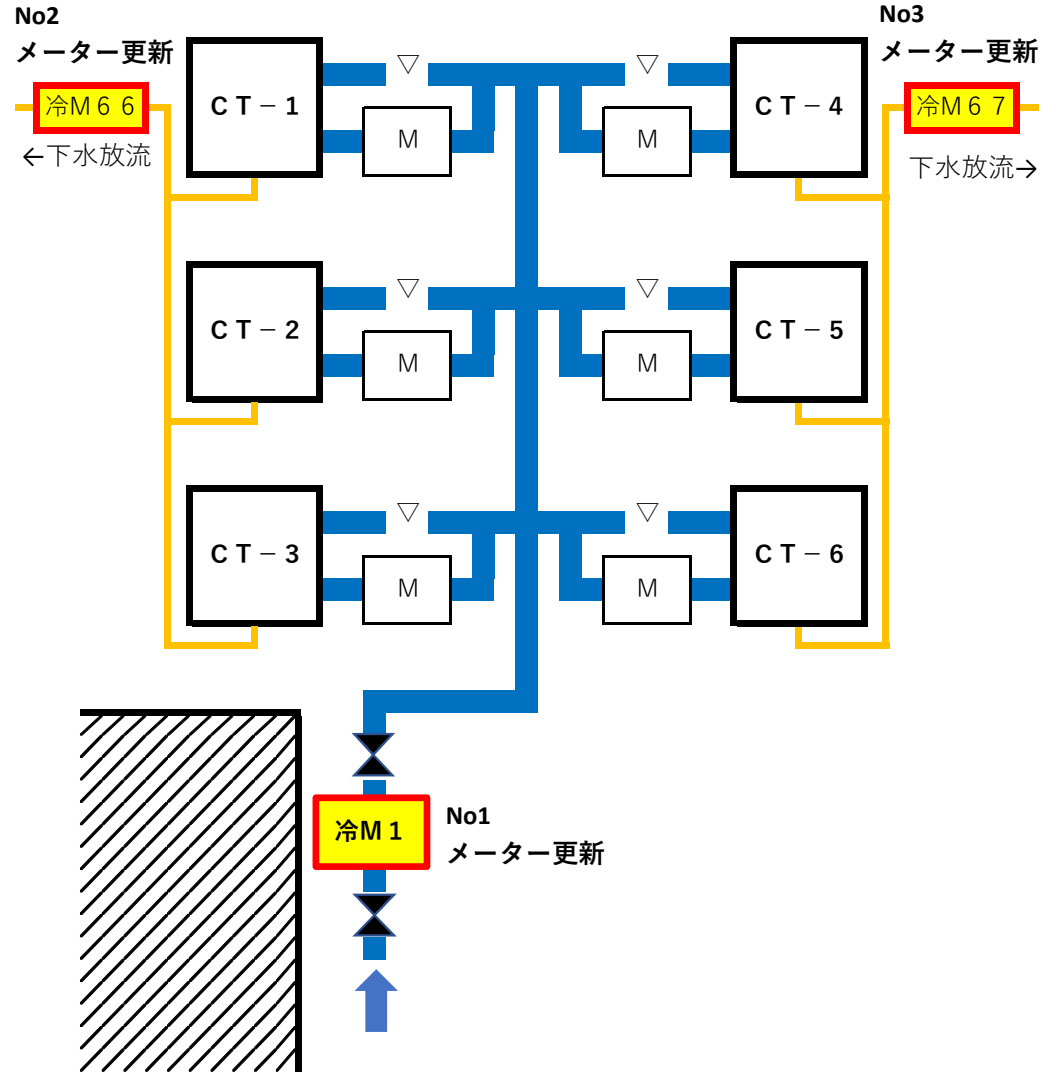 No2
メーター更新
No3
メーター更新
冷M６６
←下水放流
冷M６７
下水放流→
ＣＴ－１
ＣＴ－４
M
M
ＣＴ－２
ＣＴ－５
M
M
ＣＴ－３
ＣＴ－６
M
M
冷M１
No1
メーター更新